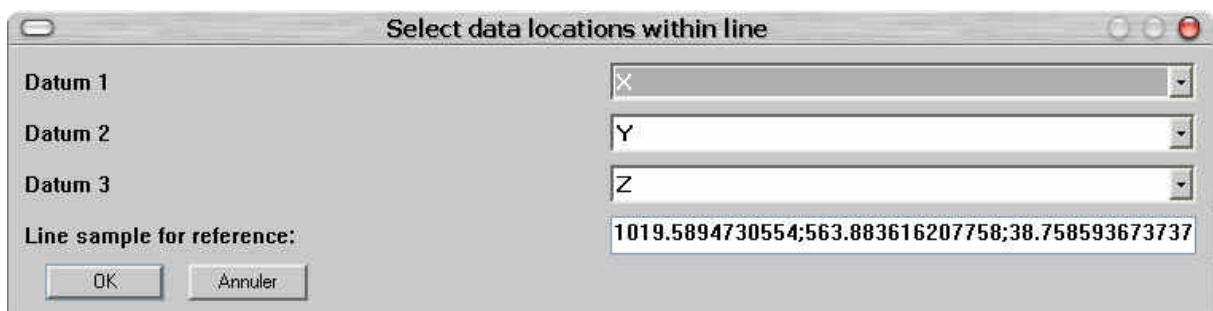 Select data locations within line
Datum 1 X
Datum 2 Y
Datum 3 Z
Line sample for reference: 1019.5894730554;563.883616207758;38.758593673737
OK Annuler